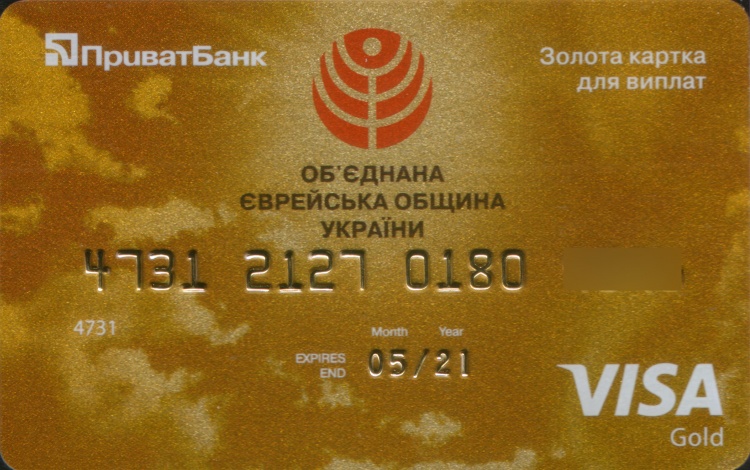 ПриватБанк
Золота картка
для виплат
ОБ'ЄДНАНА
ЄВРЕЙСЬКА ОБЩИНА
УКРАЇНИ
4731 2127 0180
4731
Month Year
EXPIRES
END
05/21
VISA
Gold